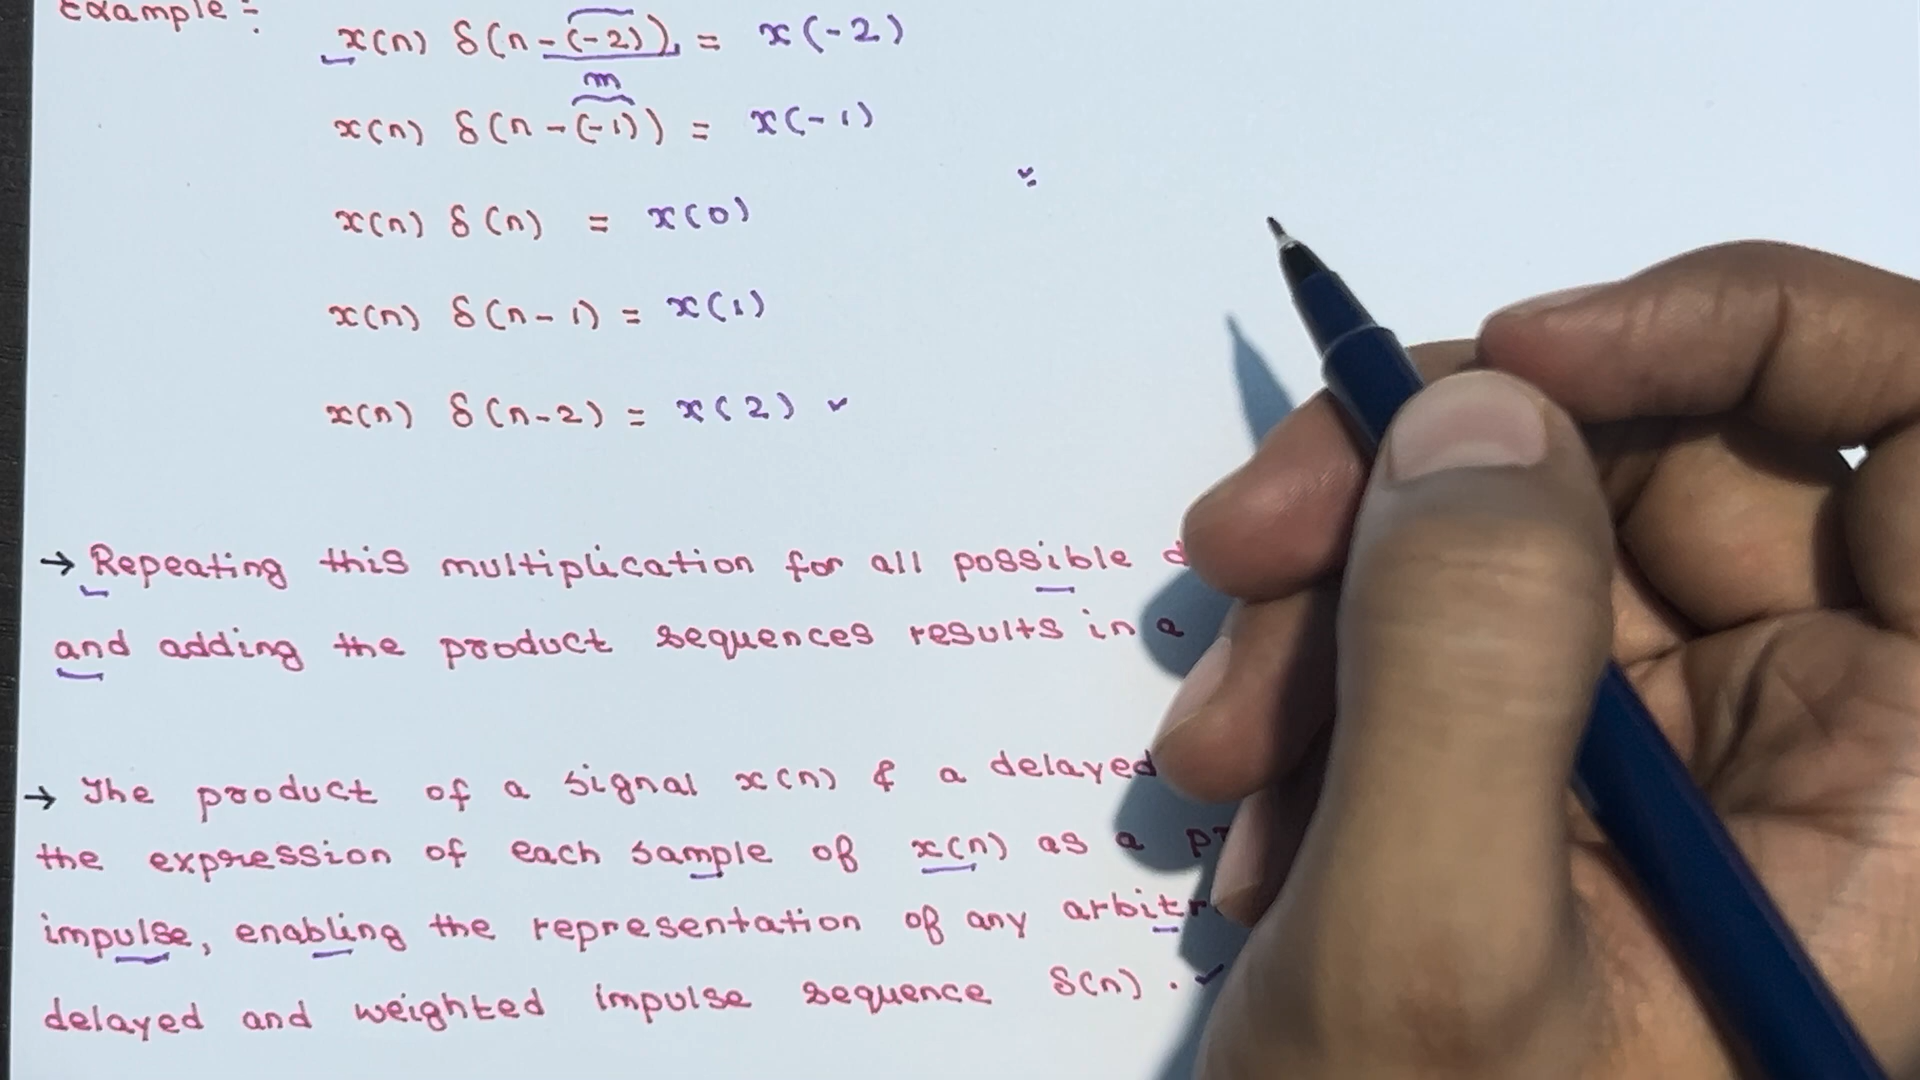 Example :-
x(n) δ(n-(-2)) = x(-2)
m
x(n) δ(n-(-1)) = x(-1)
x(n) δ(n) = x(0)
x(n) δ(n-1) = x(1)
x(n) δ(n-2) = x(2)
→ Repeating this multiplication for all possible
and adding the product sequences results in a
→ The product of a signal x(n) & a delayed
the expression of each sample of x(n) as a
impulse, enabling the representation of any
delayed and weighted impulse sequence δ(n).